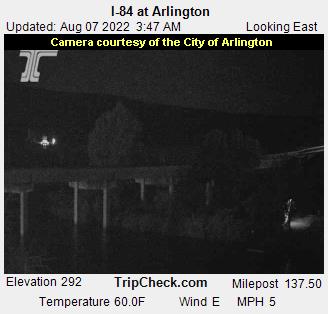 I-84 at Arlington
Updated: Aug 07 2022 3:47 AM Looking East
Camera courtesy of the City of Arlington
Elevation 292 TripCheck.com Milepost 137.50
Temperature 60.0F Wind E MPH 5